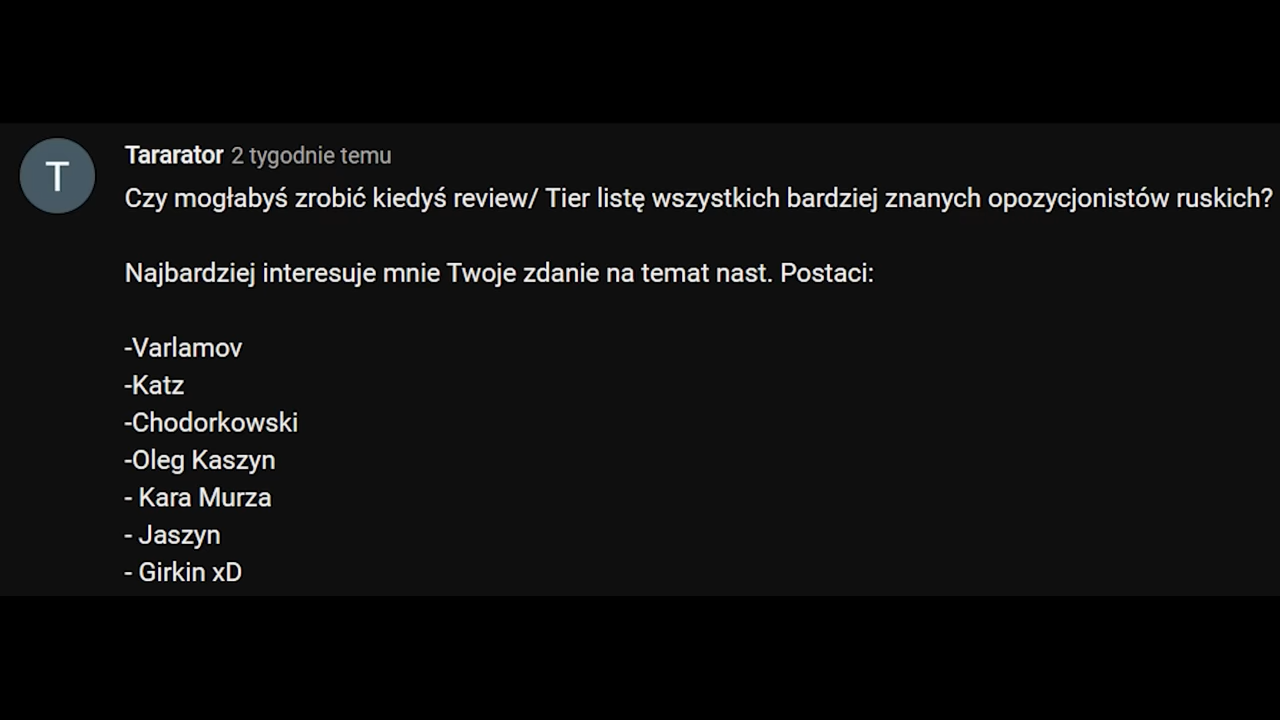 T
Tararator 2 tygodnie temu
Czy mogłabyś zrobić kiedyś review/ Tier listę wszystkich bardziej znanych opozycjonistów ruskich?
Najbardziej interesuje mnie Twoje zdanie na temat nast. Postaci:
-Varlamov
-Katz
-Chodorkowski
-Oleg Kaszyn
- Kara Murza
- Jaszyn
- Girkin xD